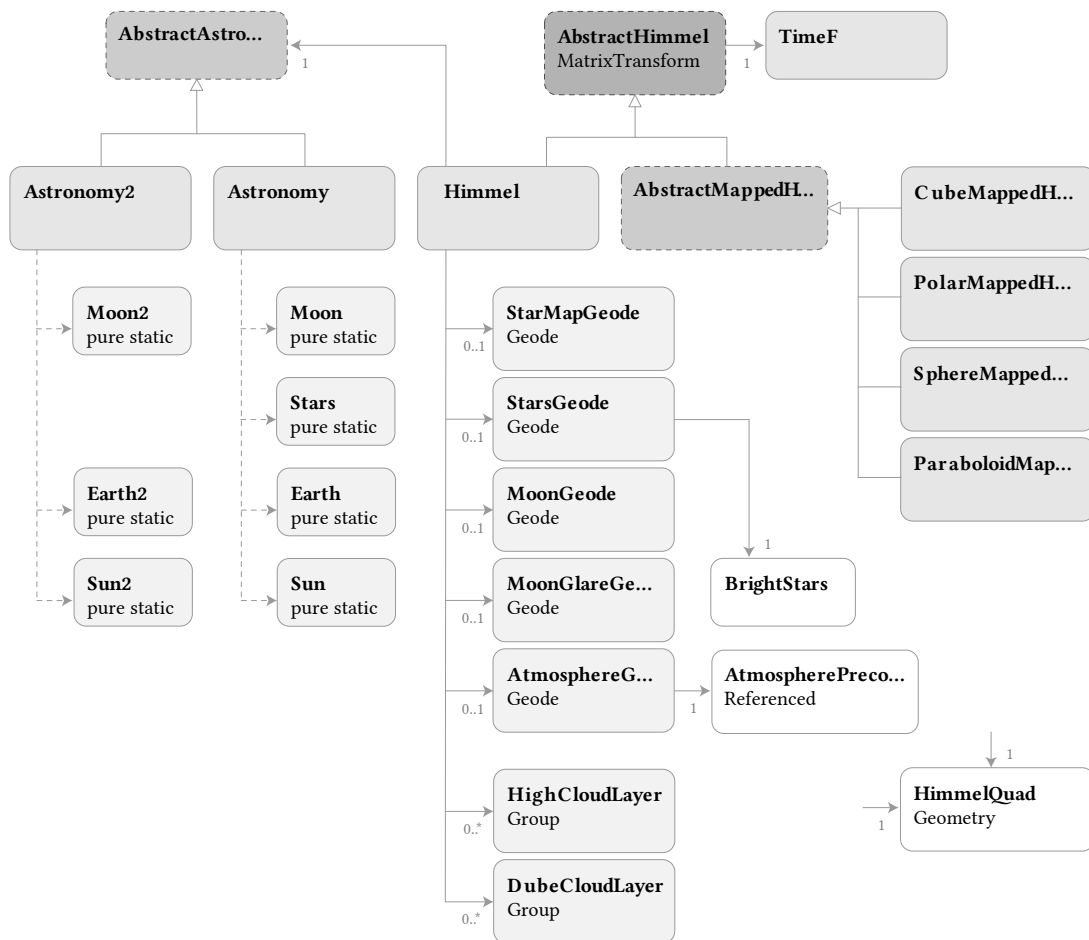 AbstractAstro...
1
AbstractHimmel
MatrixTransform
1
TimeF
Astronomy2
Astronomy
Himmel
AbstractMappedH...
CubeMappedH...
PolarMappedH...
SphereMapped...
ParaboloidMap...
Moon2
pure static
Earth2
pure static
Sun2
pure static
Moon
pure static
Stars
pure static
Earth
pure static
Sun
pure static
0..1
StarMapGeode
Geode
0..1
StarsGeode
Geode
0..1
MoonGeode
Geode
0..1
MoonGlareGe...
Geode
0..1
AtmosphereG...
Geode
0..*
HighCloudLayer
Group
0..*
DubeCloudLayer
Group
1
BrightStars
1
AtmospherePreco...
Referenced
1
1
HimmelQuad
Geometry